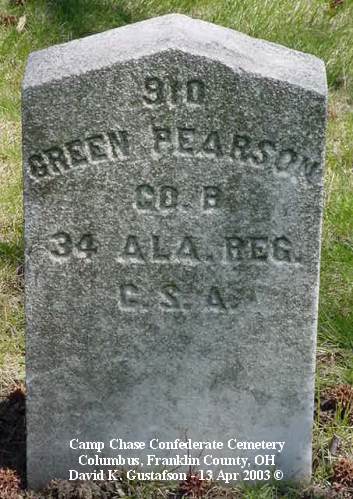 910
GREEN PEARSON
CO. B
34 ALA. REG.
C. S. A.
Camp Chase Confederate Cemetery
Columbus, Franklin County, OH
David K. Gustafson - 13 Apr 2003 ©